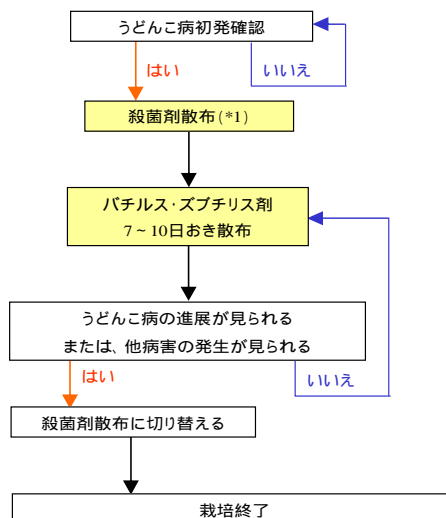 うどんこ病初発確認
はい
いいえ
殺菌剤散布(*1)
バチルス・ズブチリス剤
7～10日おき散布
うどんこ病の進展が見られる
または、他病害の発生が見られる
はい
いいえ
殺菌剤散布に切り替える
栽培終了